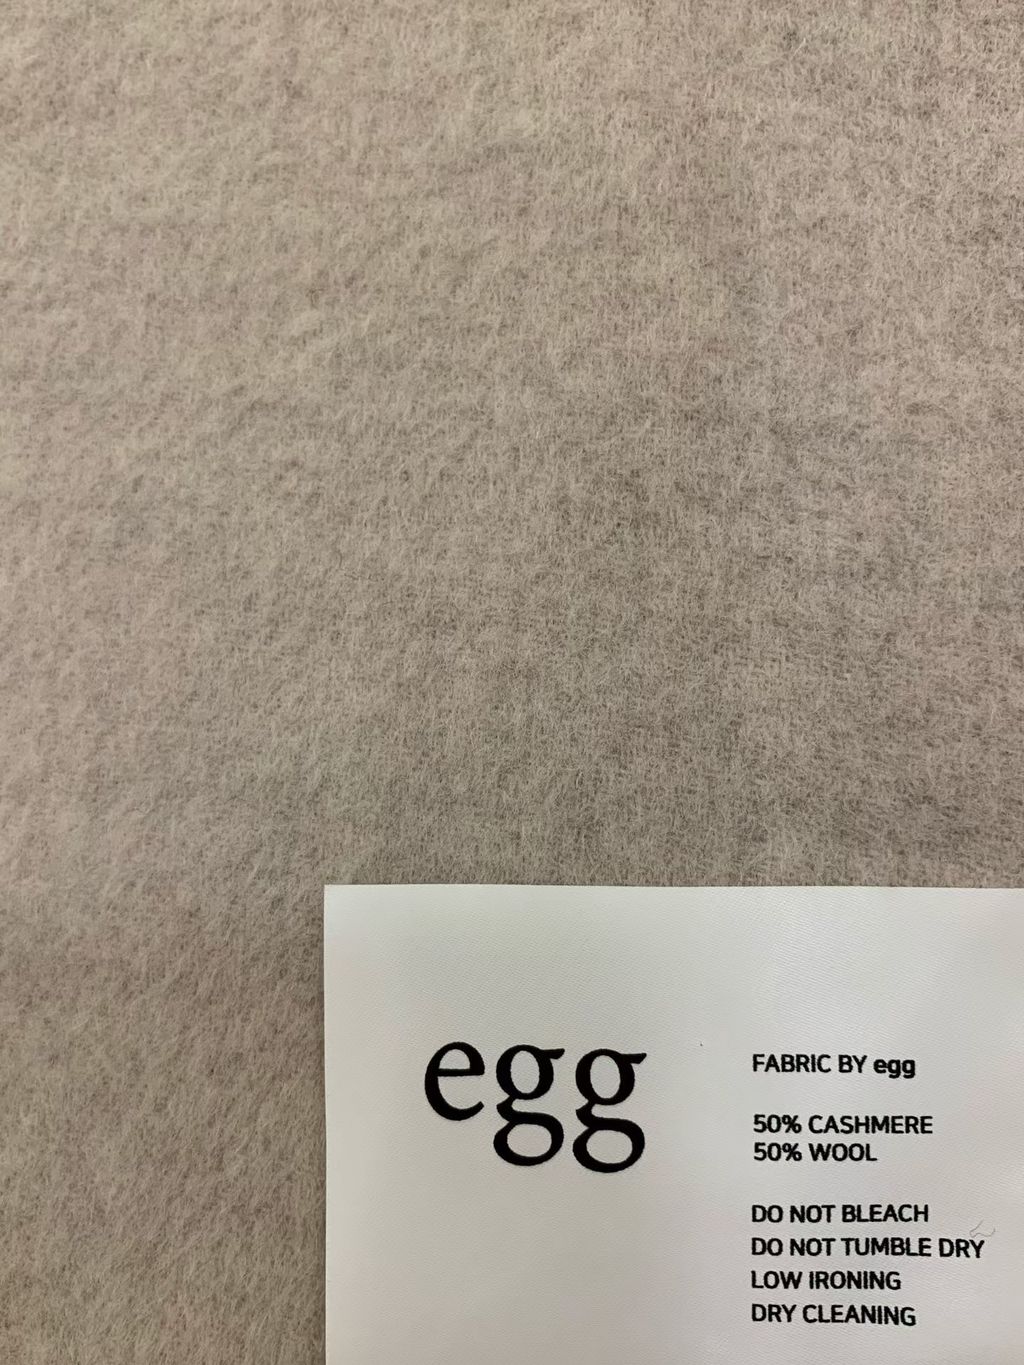 egg
FABRIC BY egg
50% CASHMERE
50% WOOL
DO NOT BLEACH
DO NOT TUMBLE DRY
LOW IRONING
DRY CLEANING